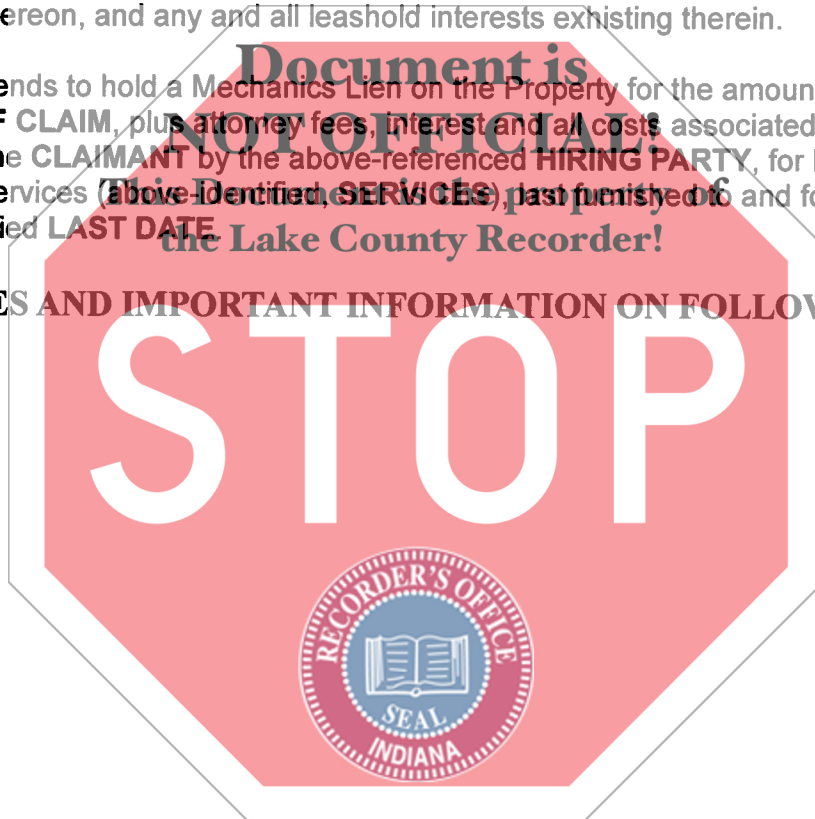 ereon, and any and all leashold interests exhisting therein.
Document is
ends to hold a Mechanics Lien on the Property for the amoun
NOT OFFICIAL!
F CLAIM, plus attorney fees, interest and all costs associated
e CLAIMANT by the above-referenced HIRING PARTY, for
This Document is the property of
ervices (above-identified, SERVICES), last furnished to and fo
ied LAST DATE.
the Lake County Recorder!
ES AND IMPORTANT INFORMATION ON FOLLOW
STOP
RECORDER'S OFFICE
SEAL
INDIANA